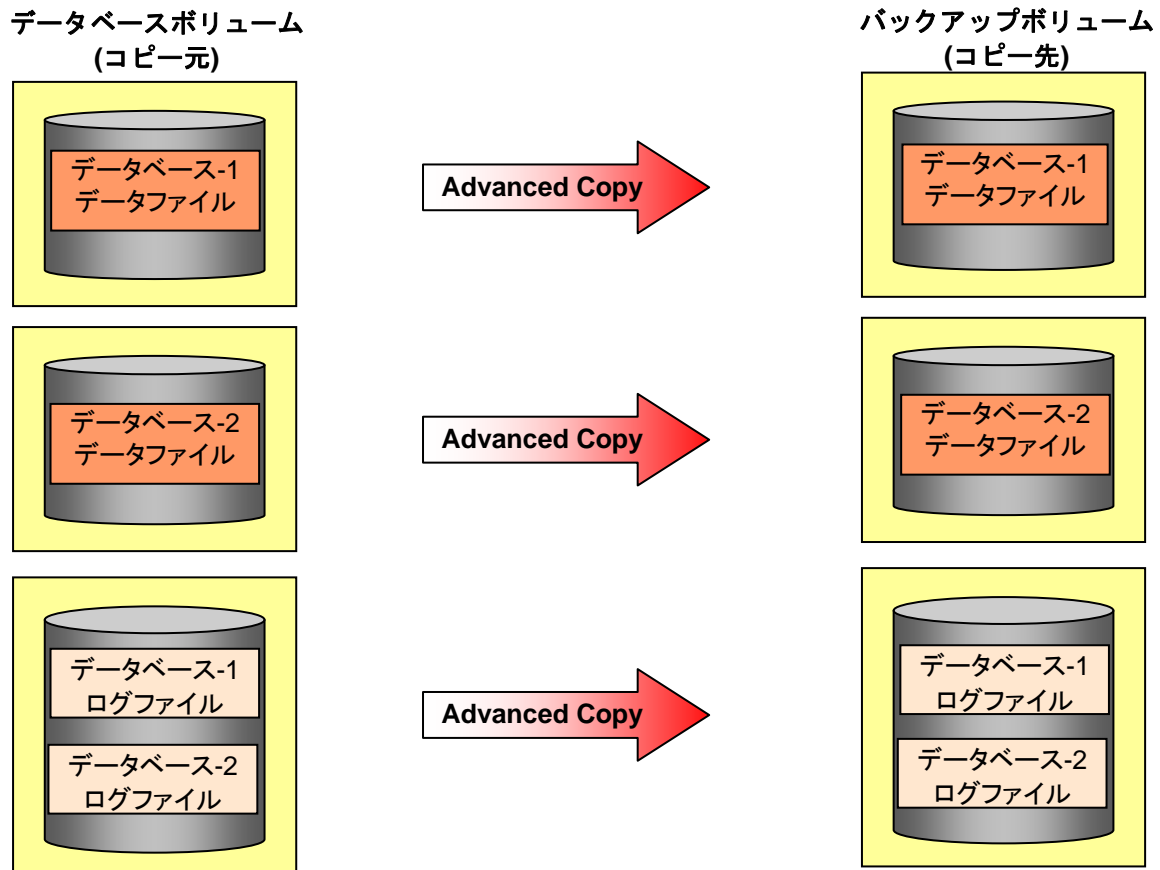 データベースボリューム
(コピー元)
バックアップボリューム
(コピー先)
データベース-1
データファイル
Advanced Copy
データベース-1
データファイル
データベース-2
データファイル
Advanced Copy
データベース-2
データファイル
データベース-1
ログファイル
データベース-2
ログファイル
Advanced Copy
データベース-1
ログファイル
データベース-2
ログファイル